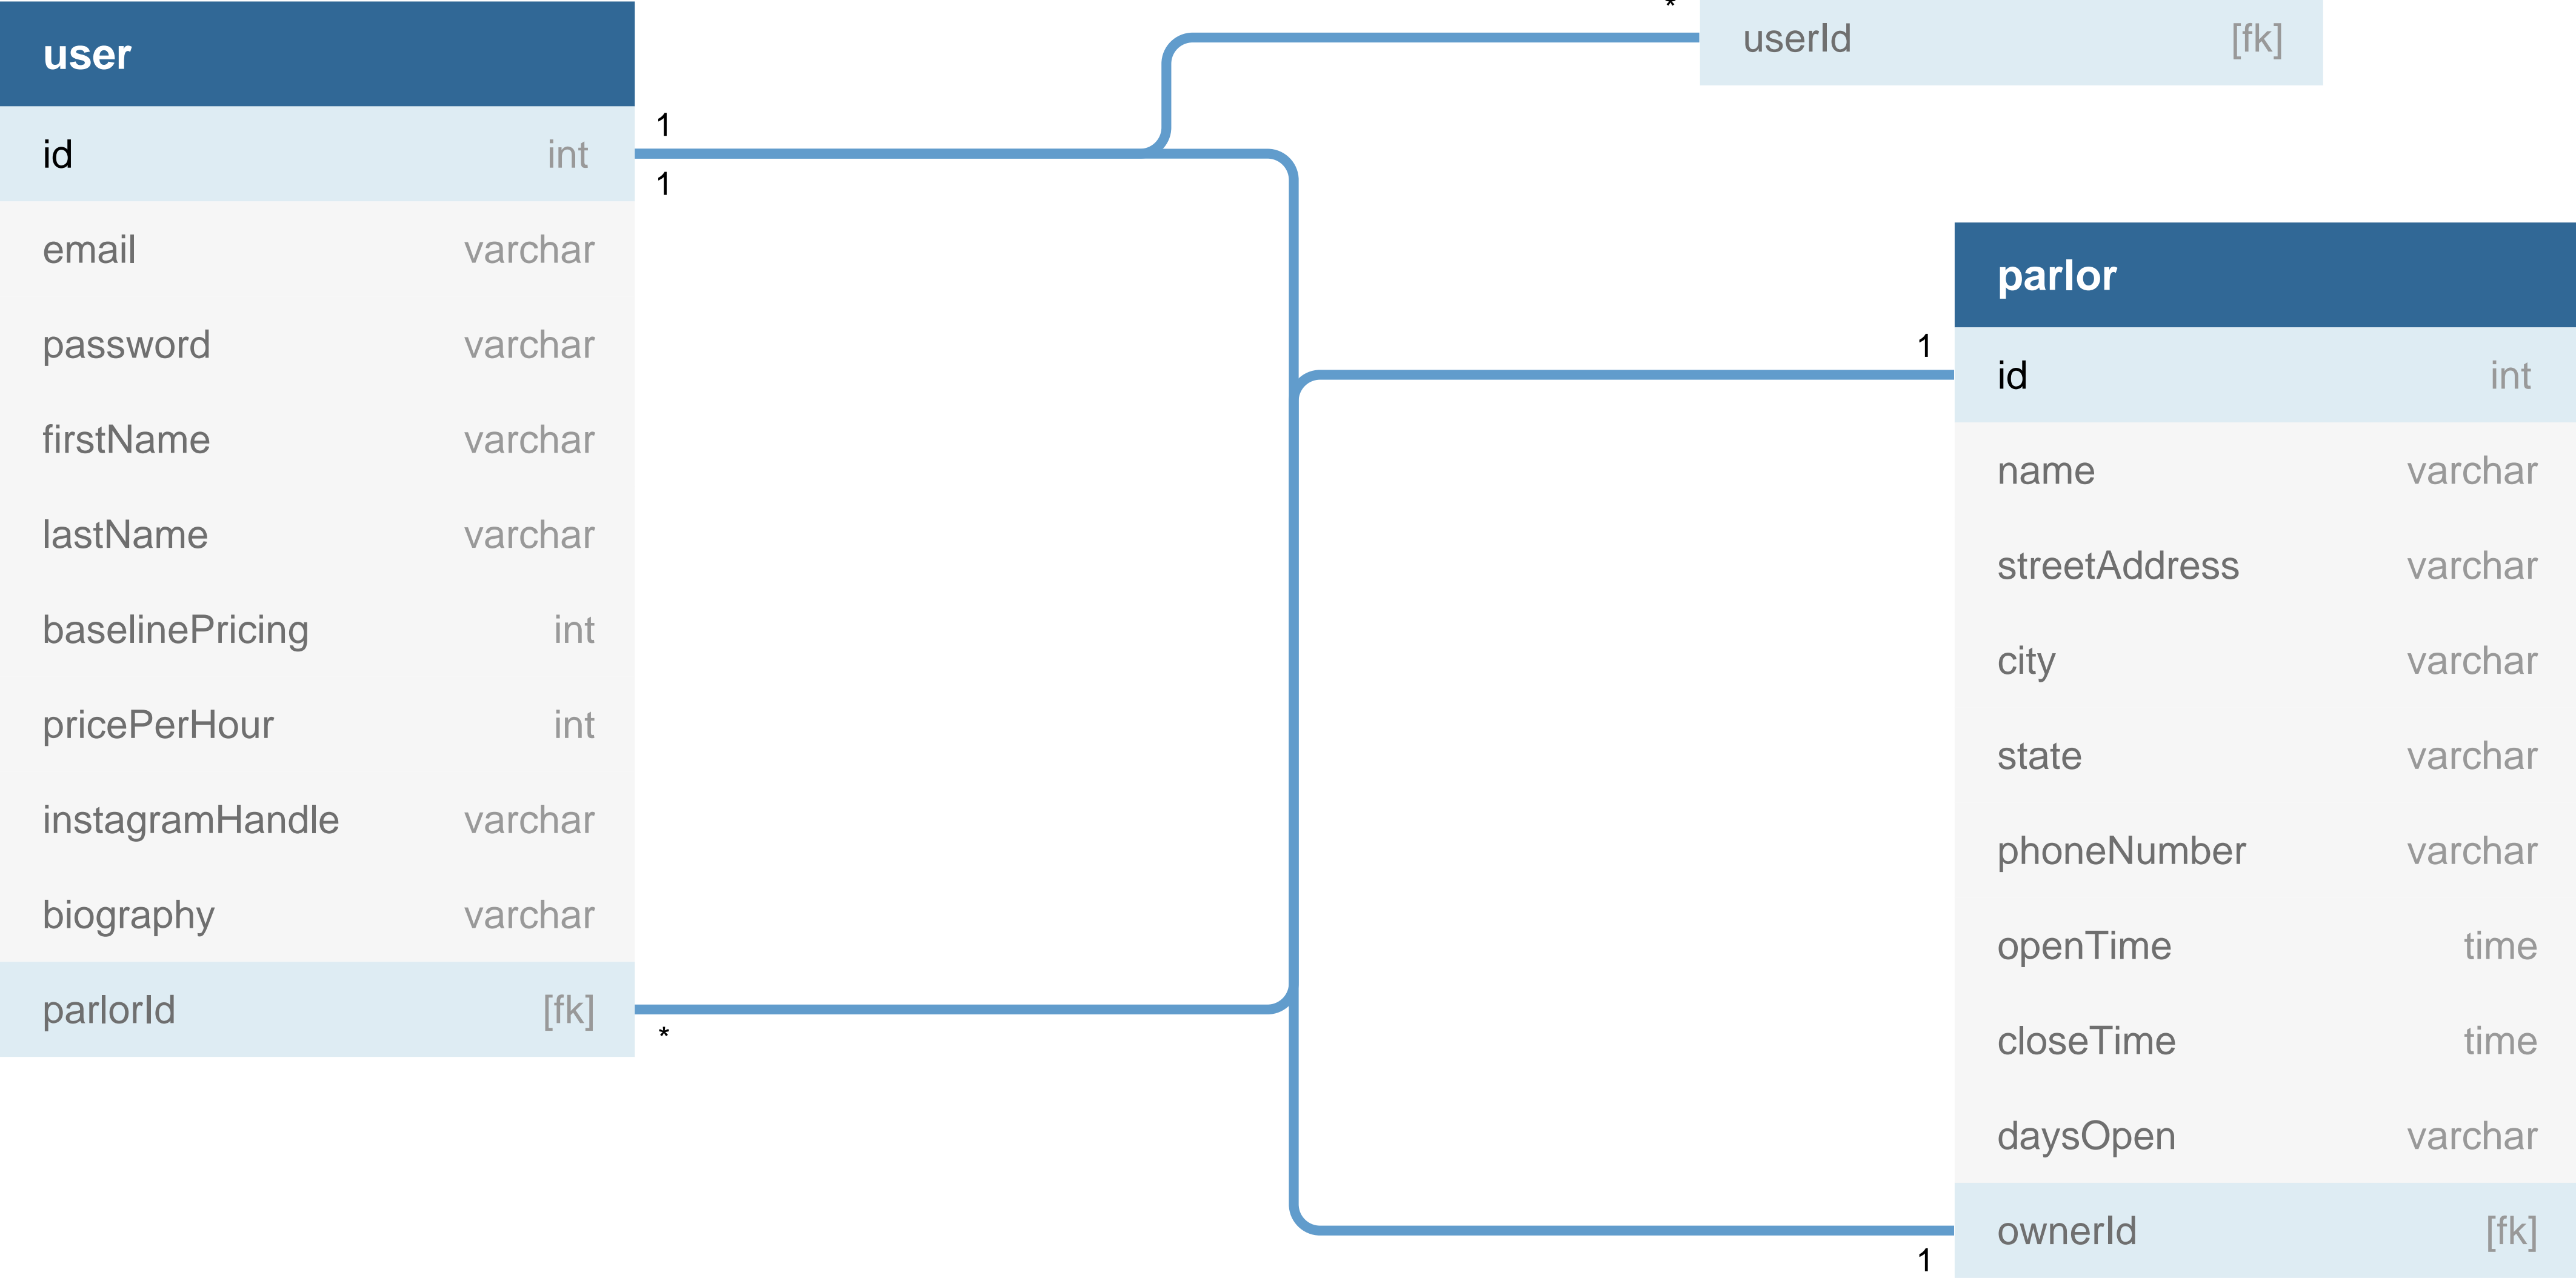 *
userId [fk]
user
1
id int
1
email varchar
password varchar
firstName varchar
lastName varchar
baselinePricing int
pricePerHour int
instagramHandle varchar
biography varchar
parlorId [fk]
*
parlor
1
id int
name varchar
streetAddress varchar
city varchar
state varchar
phoneNumber varchar
openTime time
closeTime time
daysOpen varchar
ownerId [fk]
1